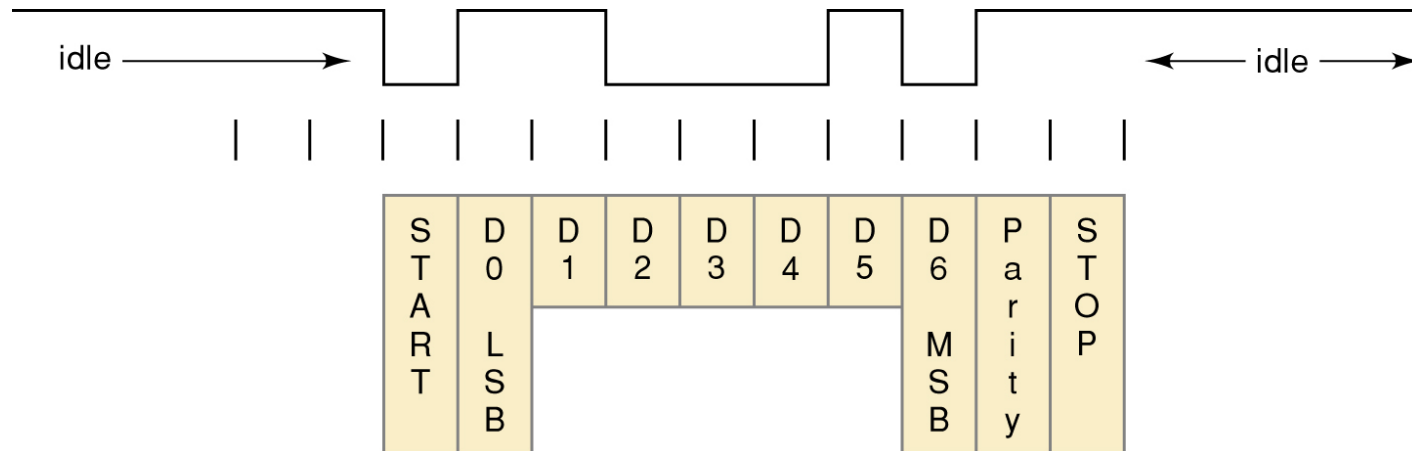 idle
idle
START
D0 LSB
D1
D2
D3
D4
D5
D6 MSB
Parity
STOP